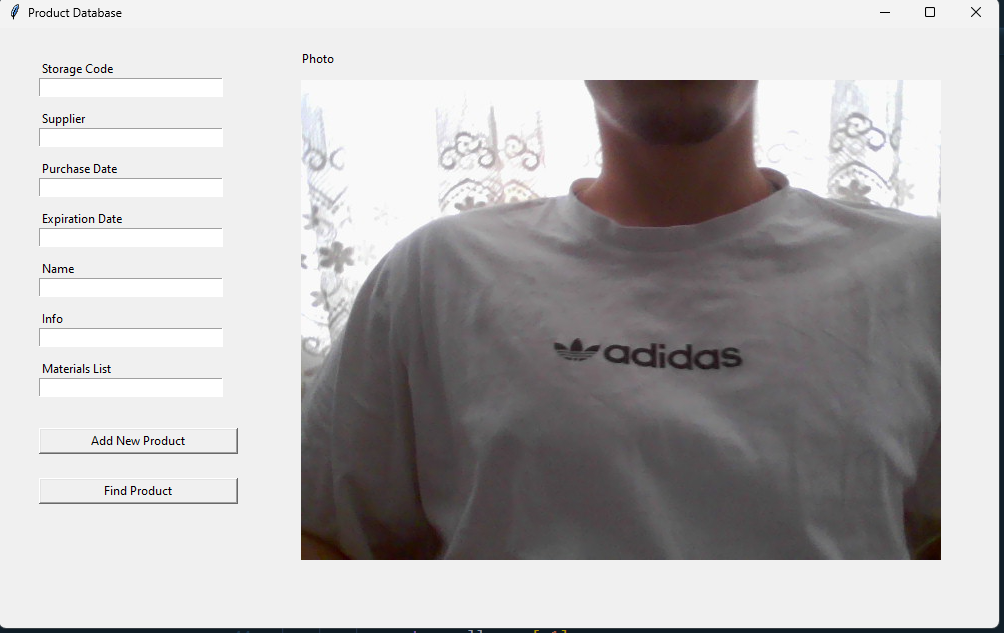 Product Database
Storage Code
Supplier
Purchase Date
Expiration Date
Name
Info
Materials List
Add New Product
Find Product
Photo
adidas